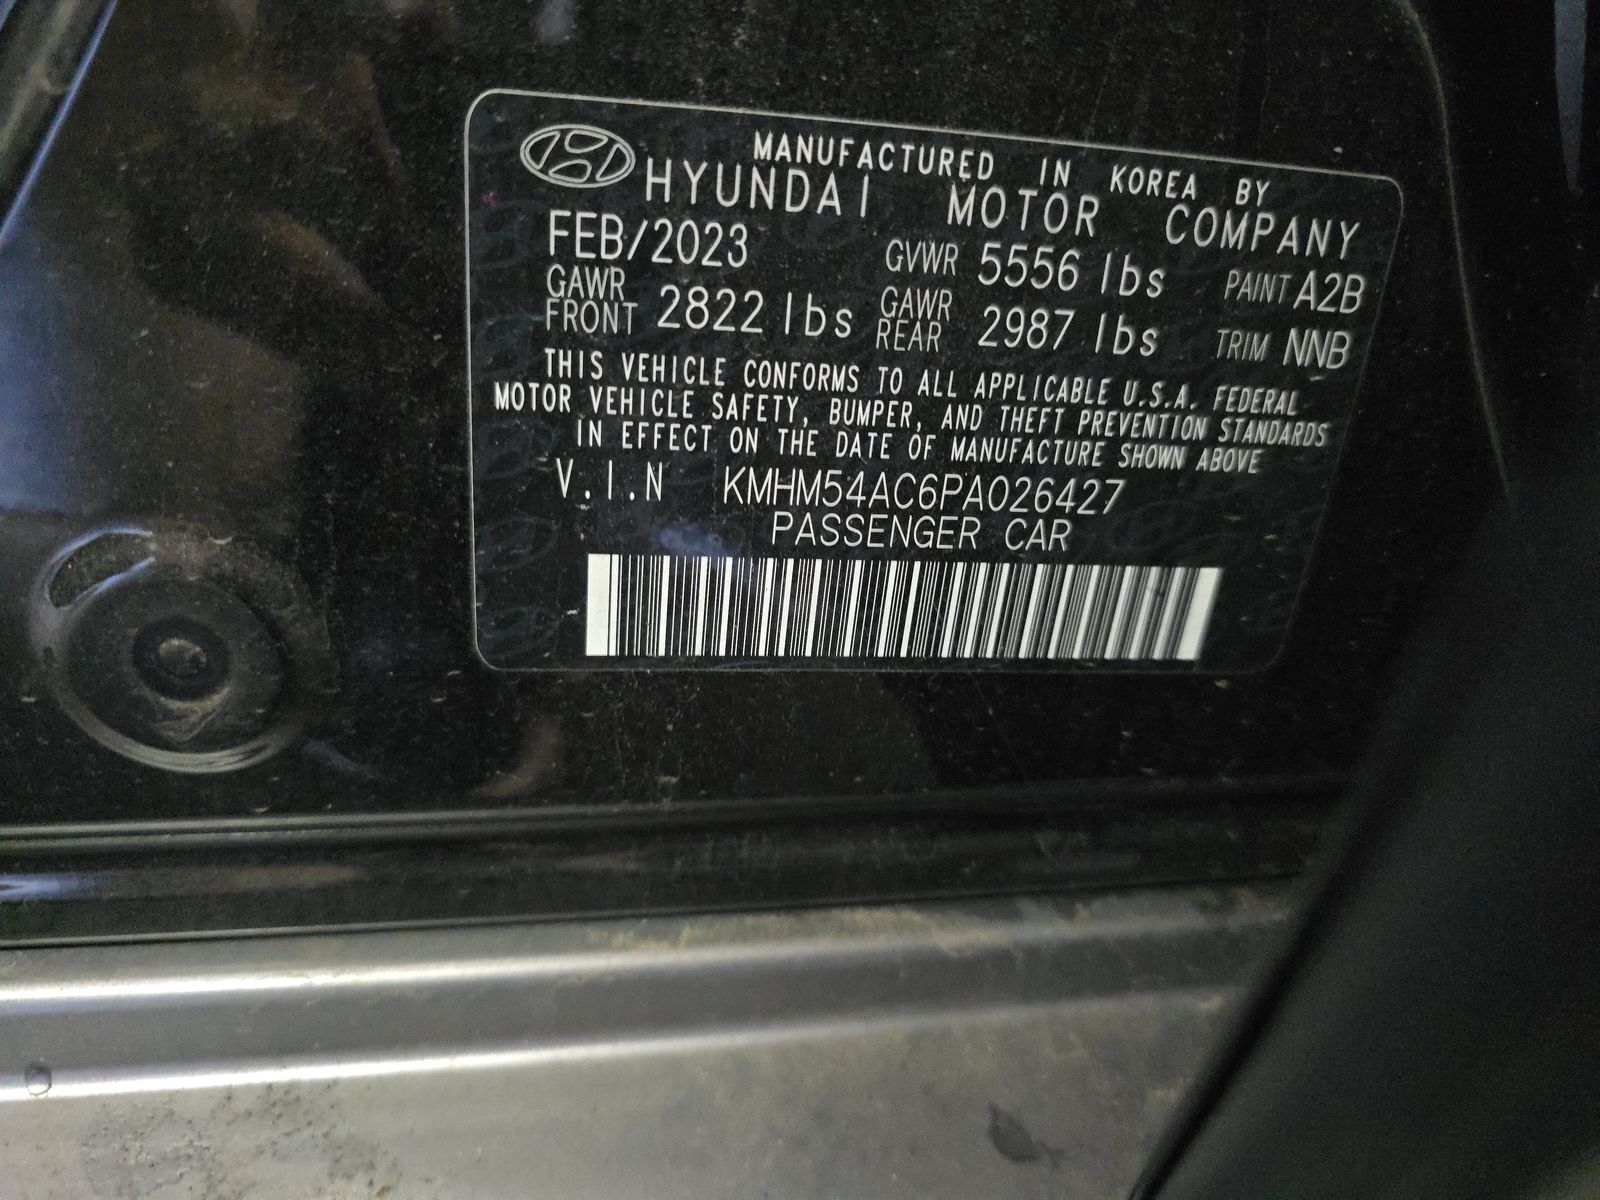 MANUFACTURED IN KOREA BY
HYUNDAI MOTOR COMPANY
FEB/2023 GVWR 5556 lbs PAINT A2B
GAWR FRONT 2822 lbs GAWR REAR 2987 lbs TRIM NNB
THIS VEHICLE CONFORMS TO ALL APPLICABLE U.S.A. FEDERAL
MOTOR VEHICLE SAFETY, BUMPER, AND THEFT PREVENTION STANDARDS
IN EFFECT ON THE DATE OF MANUFACTURE SHOWN ABOVE
V.I.N KMHM54AC6PA026427
PASSENGER CAR